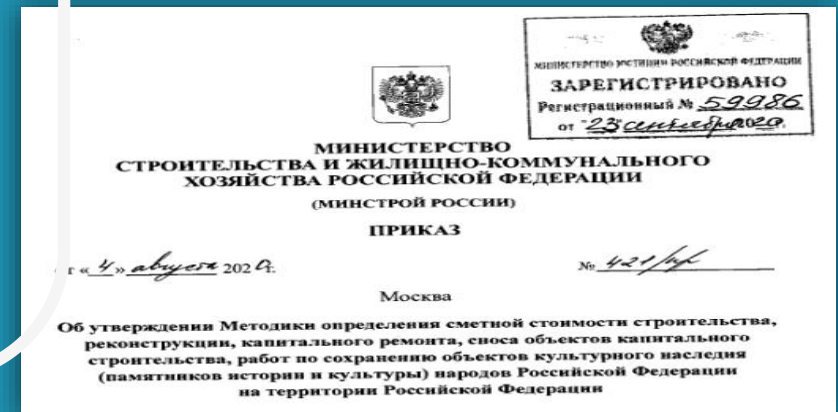 МИНИСТЕРСТВО ЮСТИЦИИ РОССИЙСКОЙ ФЕДЕРАЦИИ
ЗАРЕГИСТРИРОВАНО
Регистрационный № 59986
от "23" сентября 2020 г.
МИНИСТЕРСТВО
СТРОИТЕЛЬСТВА И ЖИЛИЩНО-КОММУНАЛЬНОГО
ХОЗЯЙСТВА РОССИЙСКОЙ ФЕДЕРАЦИИ
(МИНСТРОЙ РОССИИ)
ПРИКАЗ
от « 4 » августа 2020 г. № 421/пр
Москва
Об утверждении Методики определения сметной стоимости строительства,
реконструкции, капитального ремонта, сноса объектов капитального
строительства, работ по сохранению объектов культурного наследия
(памятников истории и культуры) народов Российской Федерации
на территории Российской Федерации